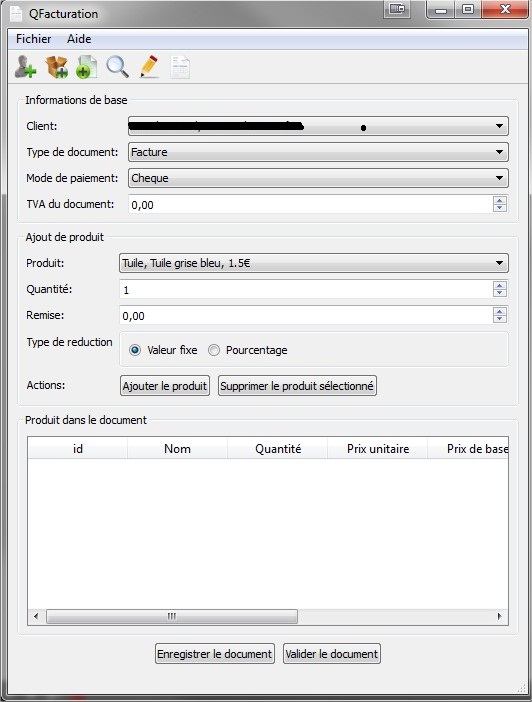 QFacturation
Fichier Aide
Informations de base
Client:
Type de document: Facture
Mode de paiement: Cheque
TVA du document: 0,00
Ajout de produit
Produit: Tuile, Tuile grise bleu, 1.5€
Quantité: 1
Remise: 0,00
Type de reduction Valeur fixe Pourcentage
Actions: Ajouter le produit Supprimer le produit sélectionné
Produit dans le document
id Nom Quantité Prix unitaire Prix de base
Enregistrer le document Valider le document